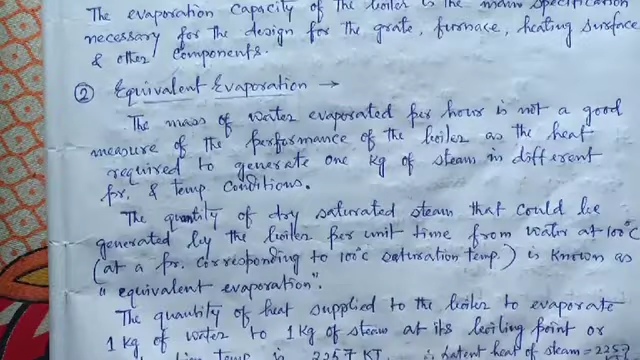 The evaporation capacity of the boiler is the main specification
necessary for the design for the grate, furnace, heating surface
& other components.
② Equivalent Evaporation →
The mass of water evaporated per hour is not a good
measure of the performance of the boiler as the heat
required to generate one kg of steam in different
pr. & temp. conditions.
The quantity of dry saturated steam that could be
generated by the boiler per unit time from water at 100°C
(at a pr. corresponding to 100°C saturation temp.) is known as
"equivalent evaporation".
The quantity of heat supplied to the boiler to evaporate
1 kg of water to 1 kg of steam at its boiling point or
temp. is 2257 KJ. latent heat of steam = 2257